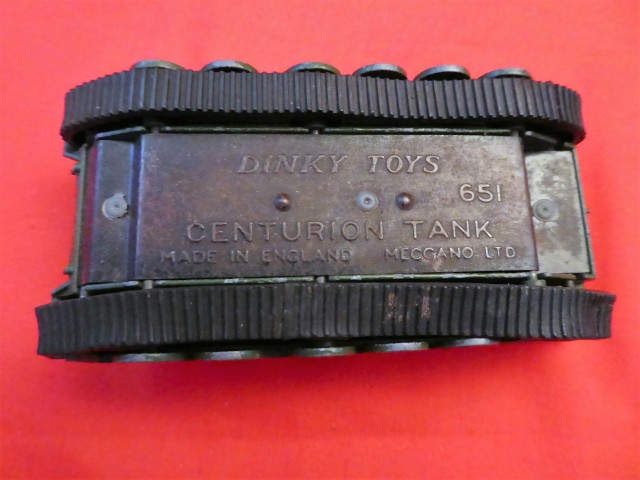 DINKY TOYS
651
CENTURION TANK
MADE IN ENGLAND MECCANO LTD